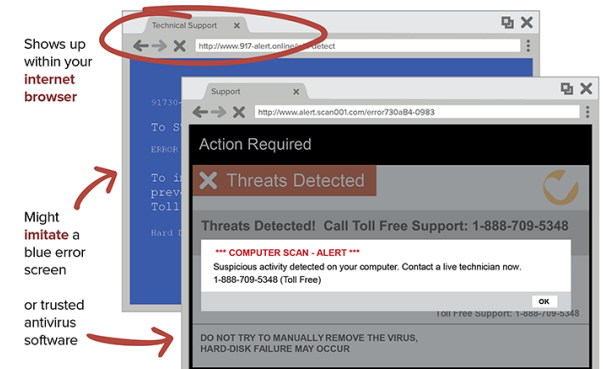 Shows up
within your
internet
browser
Technical Support
http://www.917-alert.online/
detect
91730-
To S
ERROR
To i
prev
Toll
Hard D
Might
imitate a
blue error
screen
or trusted
antivirus
software
Support
http://www.alert.scan001.com/error730a84-0983
Action Required
Threats Detected
Threats Detected! Call Toll Free Support: 1-888-709-5348
*** COMPUTER SCAN - ALERT ***
Suspicious activity detected on your computer. Contact a live technician now.
1-888-709-5348 (Toll Free)
OK
Toll Free Support: 1-888-709-5348
DO NOT TRY TO MANUALLY REMOVE THE VIRUS,
HARD-DISK FAILURE MAY OCCUR